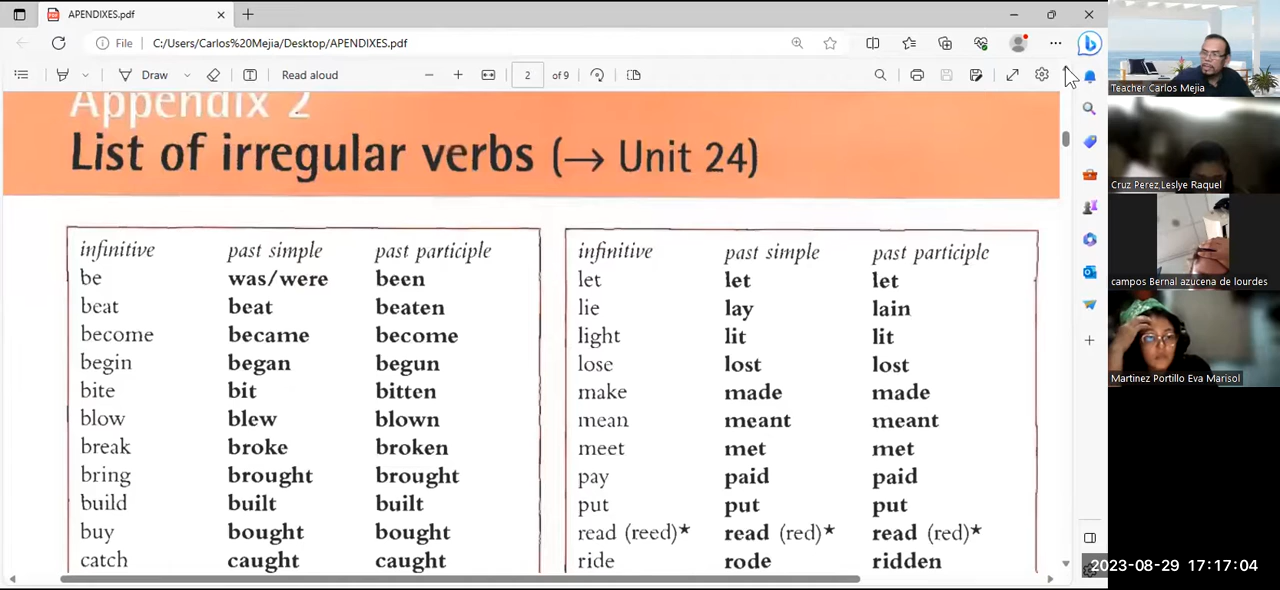 APENDIXES.pdf
File C:/Users/Carlos%20Mejia/Desktop/APENDIXES.pdf
Draw Read aloud 2 of 9
Appendix 2
List of irregular verbs (→ Unit 24)
infinitive past simple past participle
be was/were been
beat beat beaten
become became become
begin began begun
bite bit bitten
blow blew blown
break broke broken
bring brought brought
build built built
buy bought bought
catch caught caught
infinitive past simple past participle
let let let
lie lay lain
light lit lit
lose lost lost
make made made
mean meant meant
meet met met
pay paid paid
put put put
read (reed)* read (red)* read (red)*
ride rode ridden
Teacher Carlos Mejia
Cruz Perez,Leslye Raquel
campos Bernal azucena de lourdes
Martinez Portillo Eva Marisol
2023-08-29 17:17:04